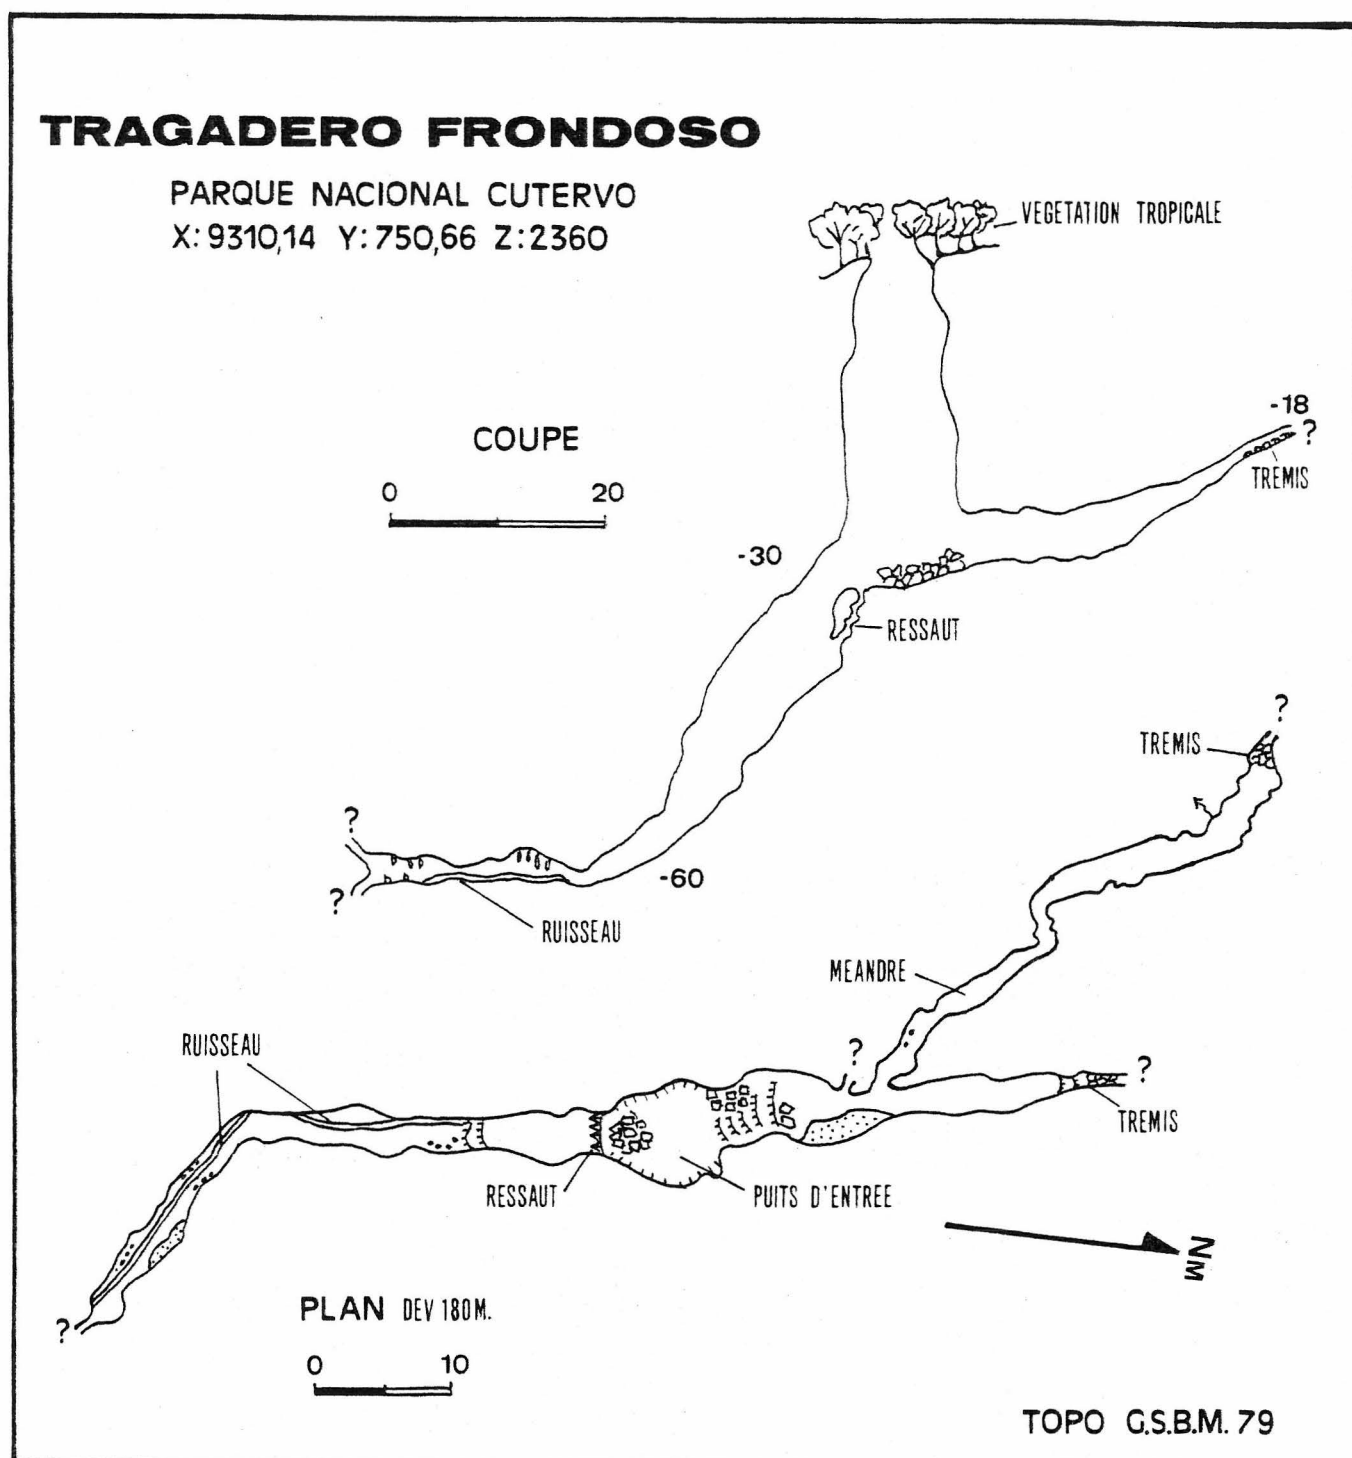 TRAGADERO FRONDOSO
PARQUE NACIONAL CUTERVO
X: 9310,14 Y: 750,66 Z: 2360
VEGETATION TROPICALE
COUPE
0 20
-18
?
TREMIS
-30
RESSAUT
?
TREMIS
?
?
-60
RUISSEAU
MEANDRE
RUISSEAU
?
?
TREMIS
RESSAUT
PUITS D'ENTREE
NM
PLAN DEV 180M.
?
0 10
TOPO G.S.B.M. 79